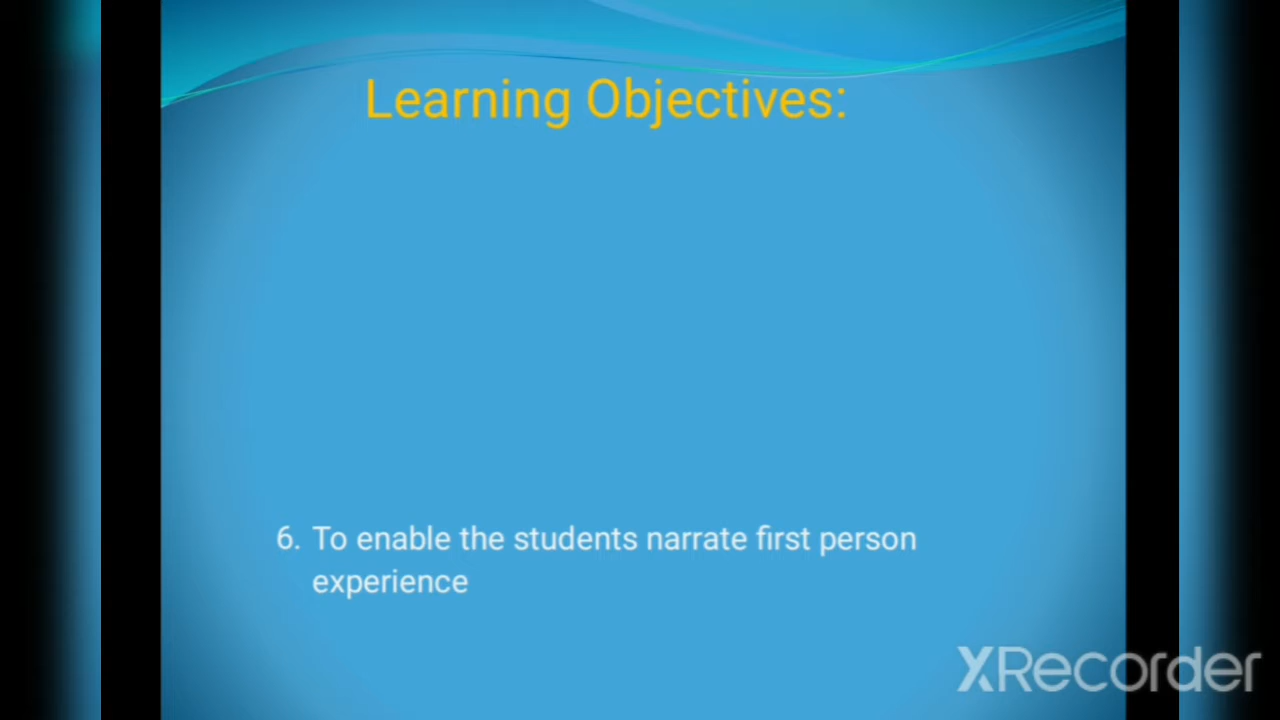 Learning Objectives:
6. To enable the students narrate first person
experience
XRecorder